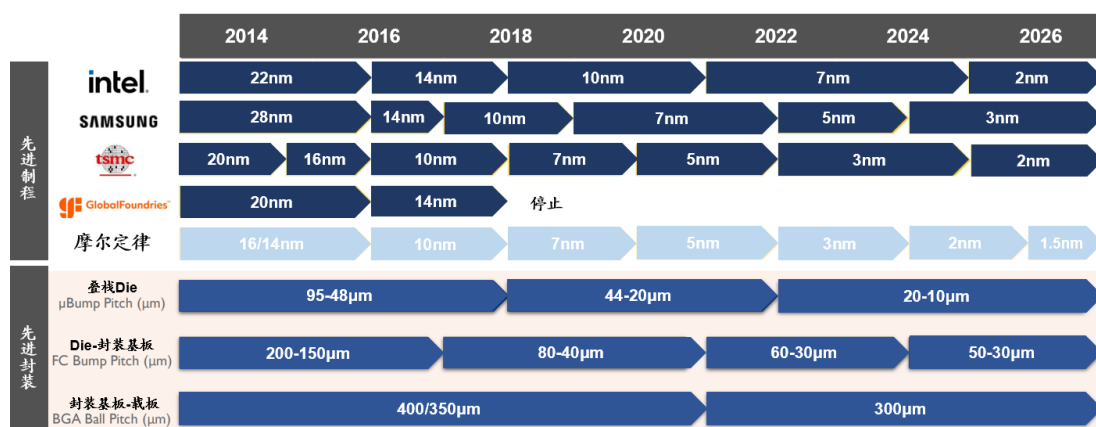 2014 2016 2018 2020 2022 2024 2026
先进制程
intel. 22nm 14nm 10nm 7nm 2nm
SAMSUNG 28nm 14nm 10nm 7nm 5nm 3nm
tsmc 20nm 16nm 10nm 7nm 5nm 3nm 2nm
GF GlobalFoundries 20nm 14nm 停止
摩尔定律 16/14nm 10nm 7nm 5nm 3nm 2nm 1.5nm
先进封装
叠栈Die
µBump Pitch (µm)
95-48µm 44-20µm 20-10µm
Die-封装基板
FC Bump Pitch (µm)
200-150µm 80-40µm 60-30µm 50-30µm
封装基板-载板
BGA Ball Pitch (µm)
400/350µm 300µm